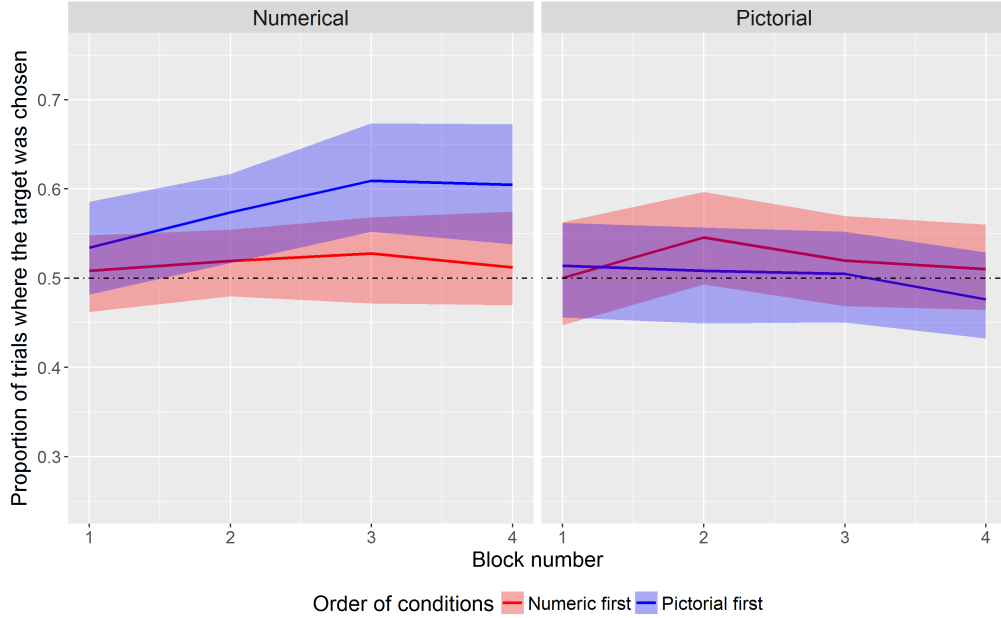 Numerical
Pictorial
Proportion of trials where the target was chosen
0.7
0.6
0.5
0.4
0.3
1 2 3 4
1 2 3 4
Block number
Order of conditions Numeric first Pictorial first